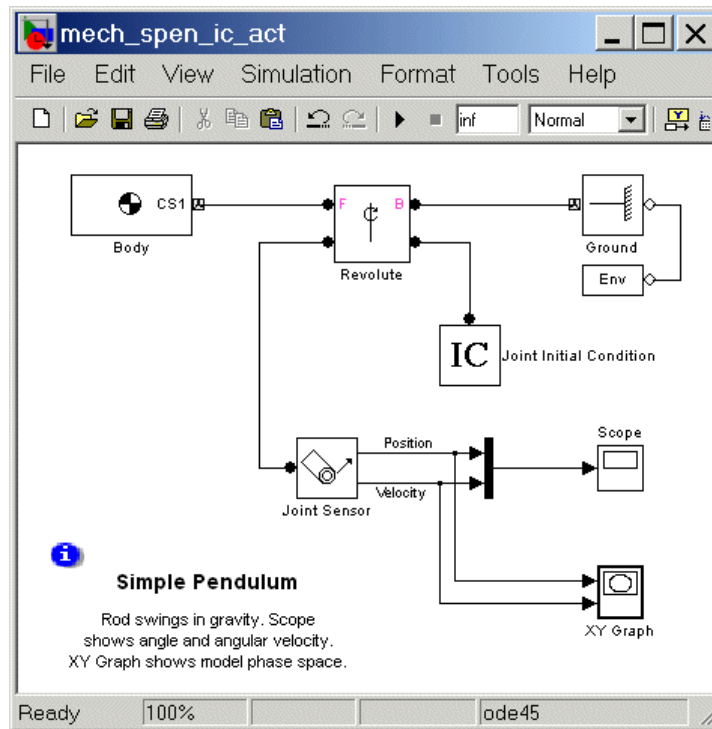 mech_spen_ic_act
File Edit View Simulation Format Tools Help
inf Normal
CS1 F B
Body Revolute Ground
Env
IC Joint Initial Condition
Scope
Position
Velocity
Joint Sensor
XY Graph
Simple Pendulum
Rod swings in gravity. Scope
shows angle and angular velocity.
XY Graph shows model phase space.
Ready 100% ode45